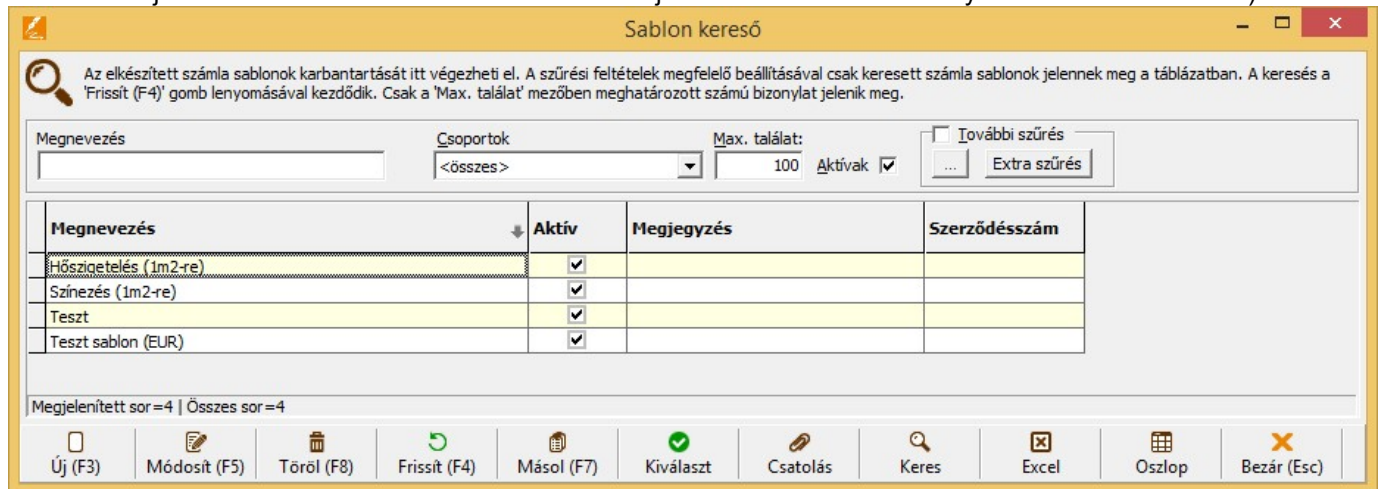 Sablon kereső
Az elkészített számla sablonok karbantartását itt végezheti el. A szűrési feltételek megfelelő beállításával csak keresett számla sablonok jelennek meg a táblázatban. A keresés a
'Frissít (F4)' gomb lenyomásával kezdődik. Csak a 'Max. találat' mezőben meghatározott számú bizonylat jelenik meg.
Megnevezés Csoportok Max. találat: További szűrés
<összes> 100 Aktívak ... Extra szűrés
Megnevezés Aktív Megjegyzés Szerződésszám
Hőszigetelés (1m2-re)
Színezés (1m2-re)
Teszt
Teszt sablon (EUR)
Megjelenített sor=4 | Összes sor=4
Új (F3) Módosít (F5) Töröl (F8) Frissít (F4) Másol (F7) Kiválaszt Csatolás Keres Excel Oszlop Bezár (Esc)